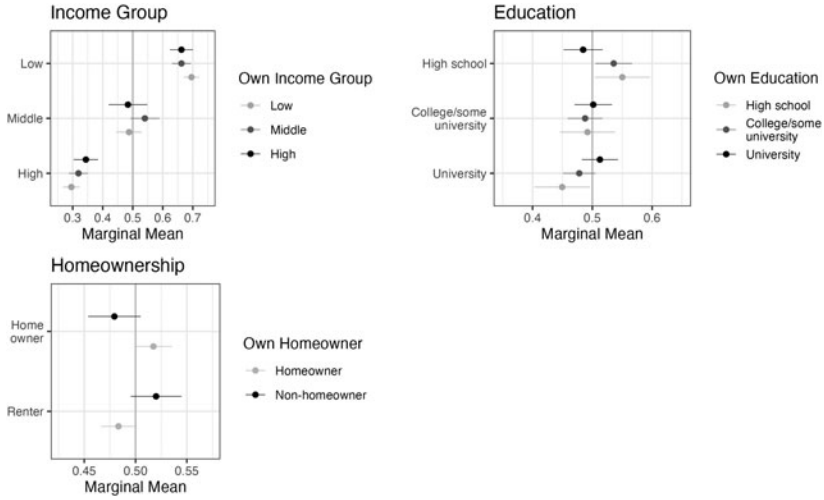 Income Group
Low
Middle
High
0.3 0.4 0.5 0.6 0.7
Marginal Mean
Own Income Group
Low
Middle
High
Education
High school
College/some
university
University
0.4 0.5 0.6
Marginal Mean
Own Education
High school
College/some
university
University
Homeownership
Home
owner
Renter
0.45 0.50 0.55
Marginal Mean
Own Homeowner
Homeowner
Non-homeowner